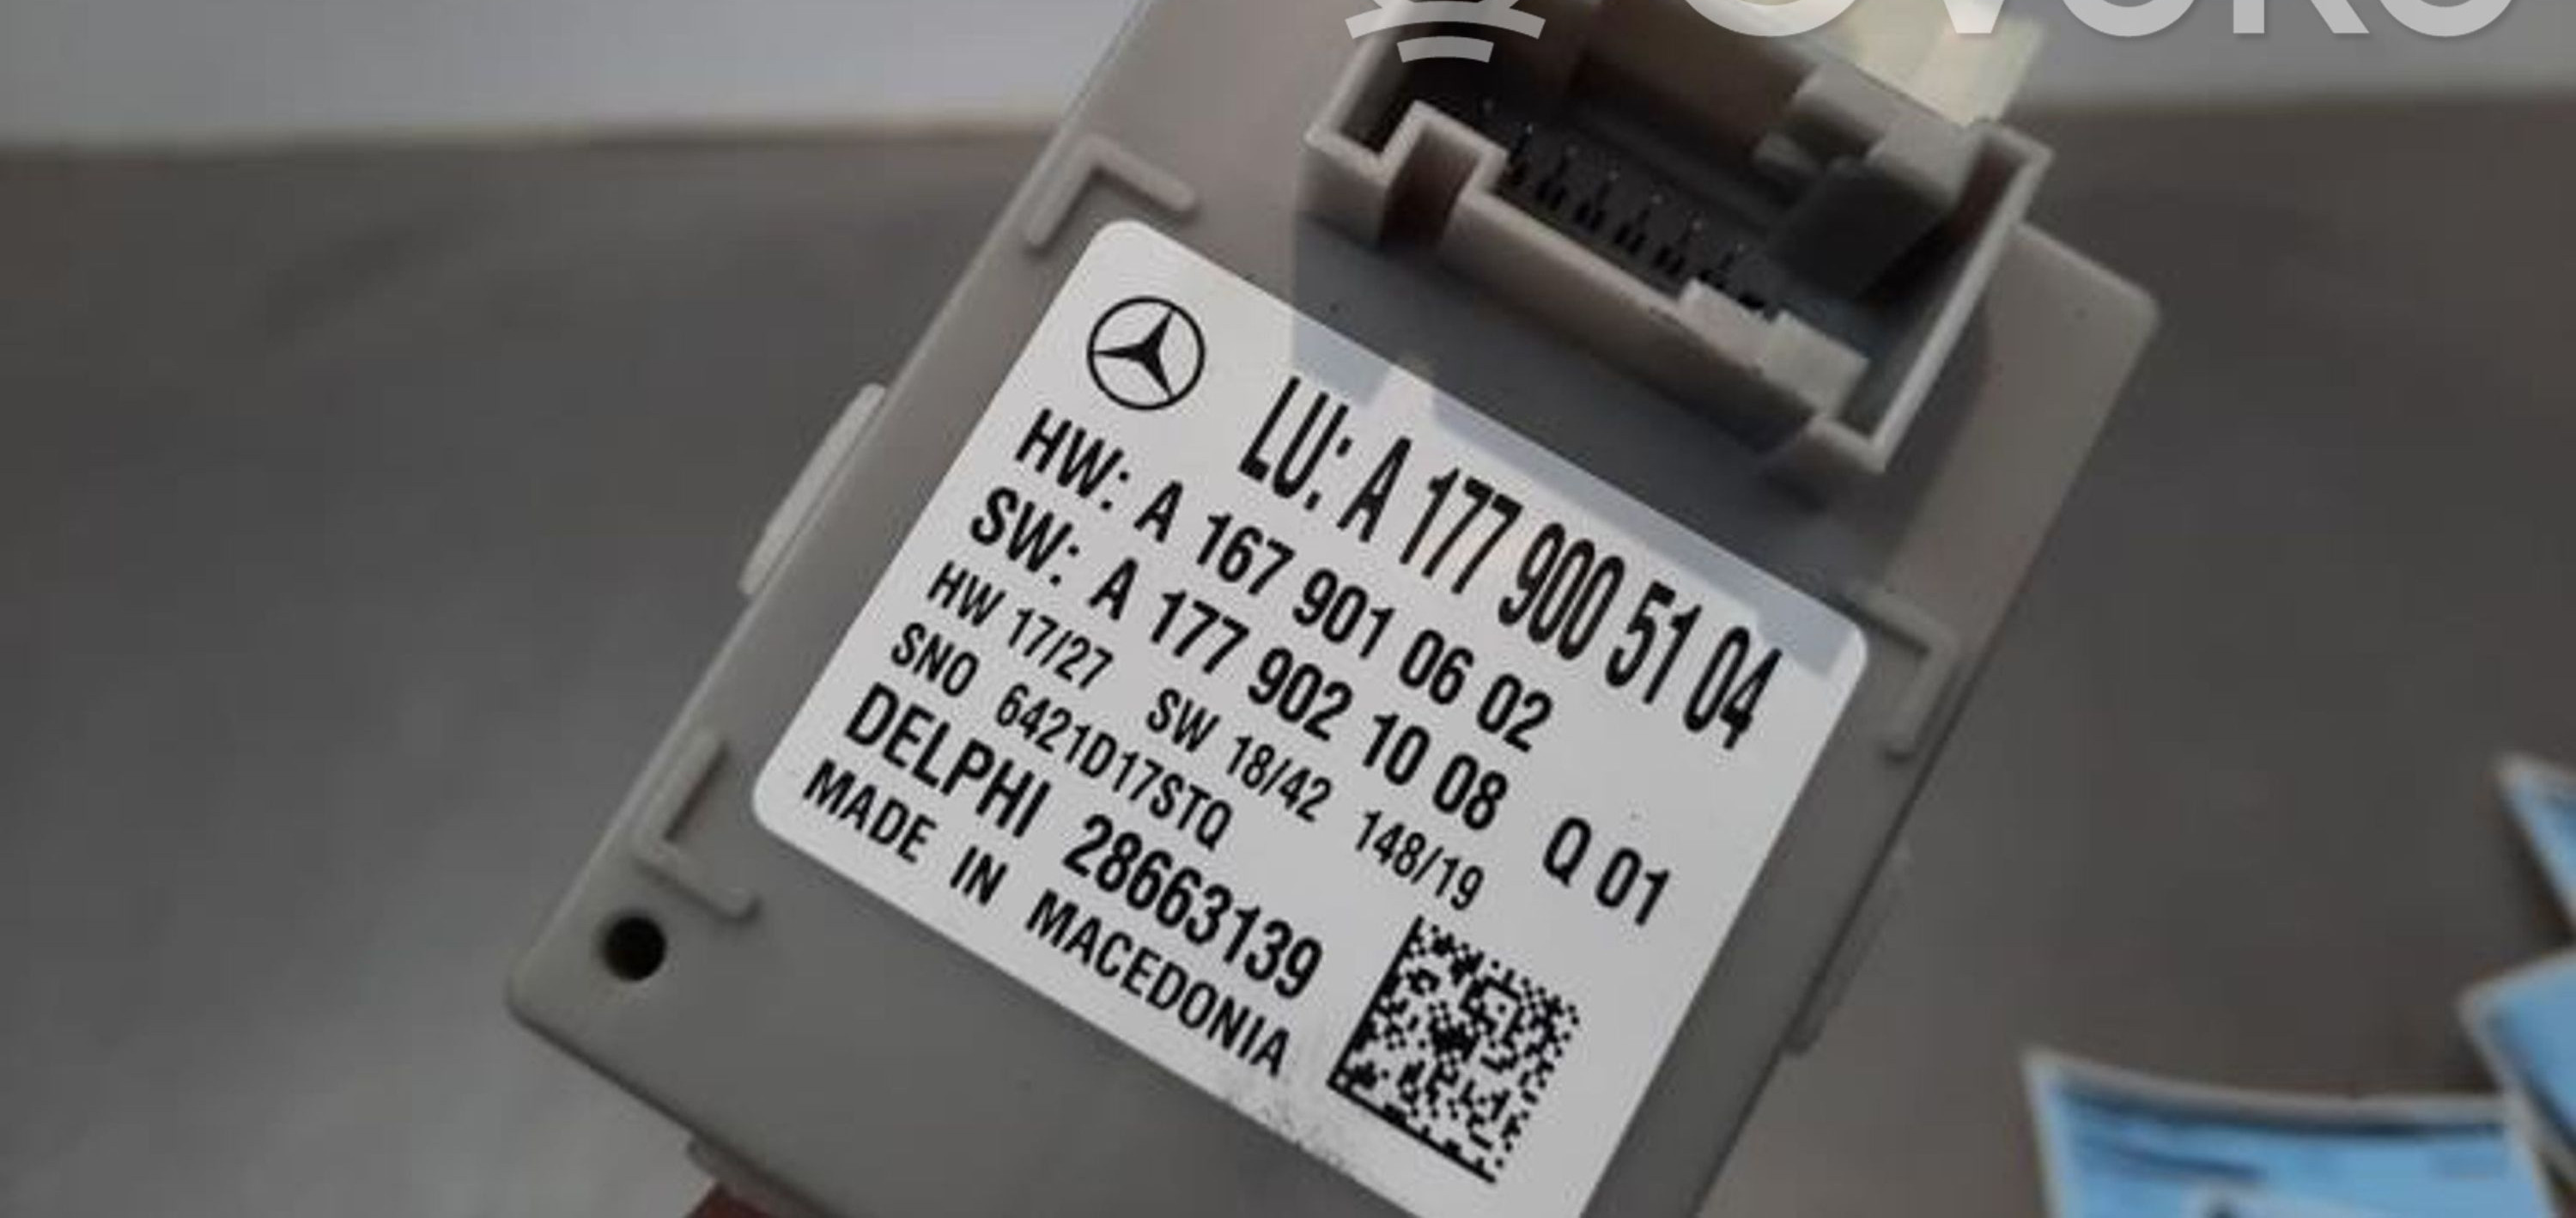 LU: A 177 900 51 04
HW: A 167 901 06 02
SW: A 177 902 10 08 Q 01
HW 17/27 SW 18/42 148/19
SNO 6421D17STQ
DELPHI 28663139
MADE IN MACEDONIA